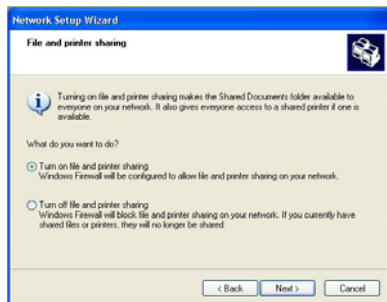 Network Setup Wizard
File and printer sharing
Turning on file and printer sharing makes the Shared Documents folder available to
everyone on your network. It also gives everyone access to a shared printer if one is
available.
What do you want to do?
Turn on file and printer sharing
Windows Firewall will be configured to allow file and printer sharing on your network.
Turn off file and printer sharing
Windows Firewall will block file and printer sharing on your network. If you currently have
shared files or printers, they will no longer be shared
< Back
Next >
Cancel